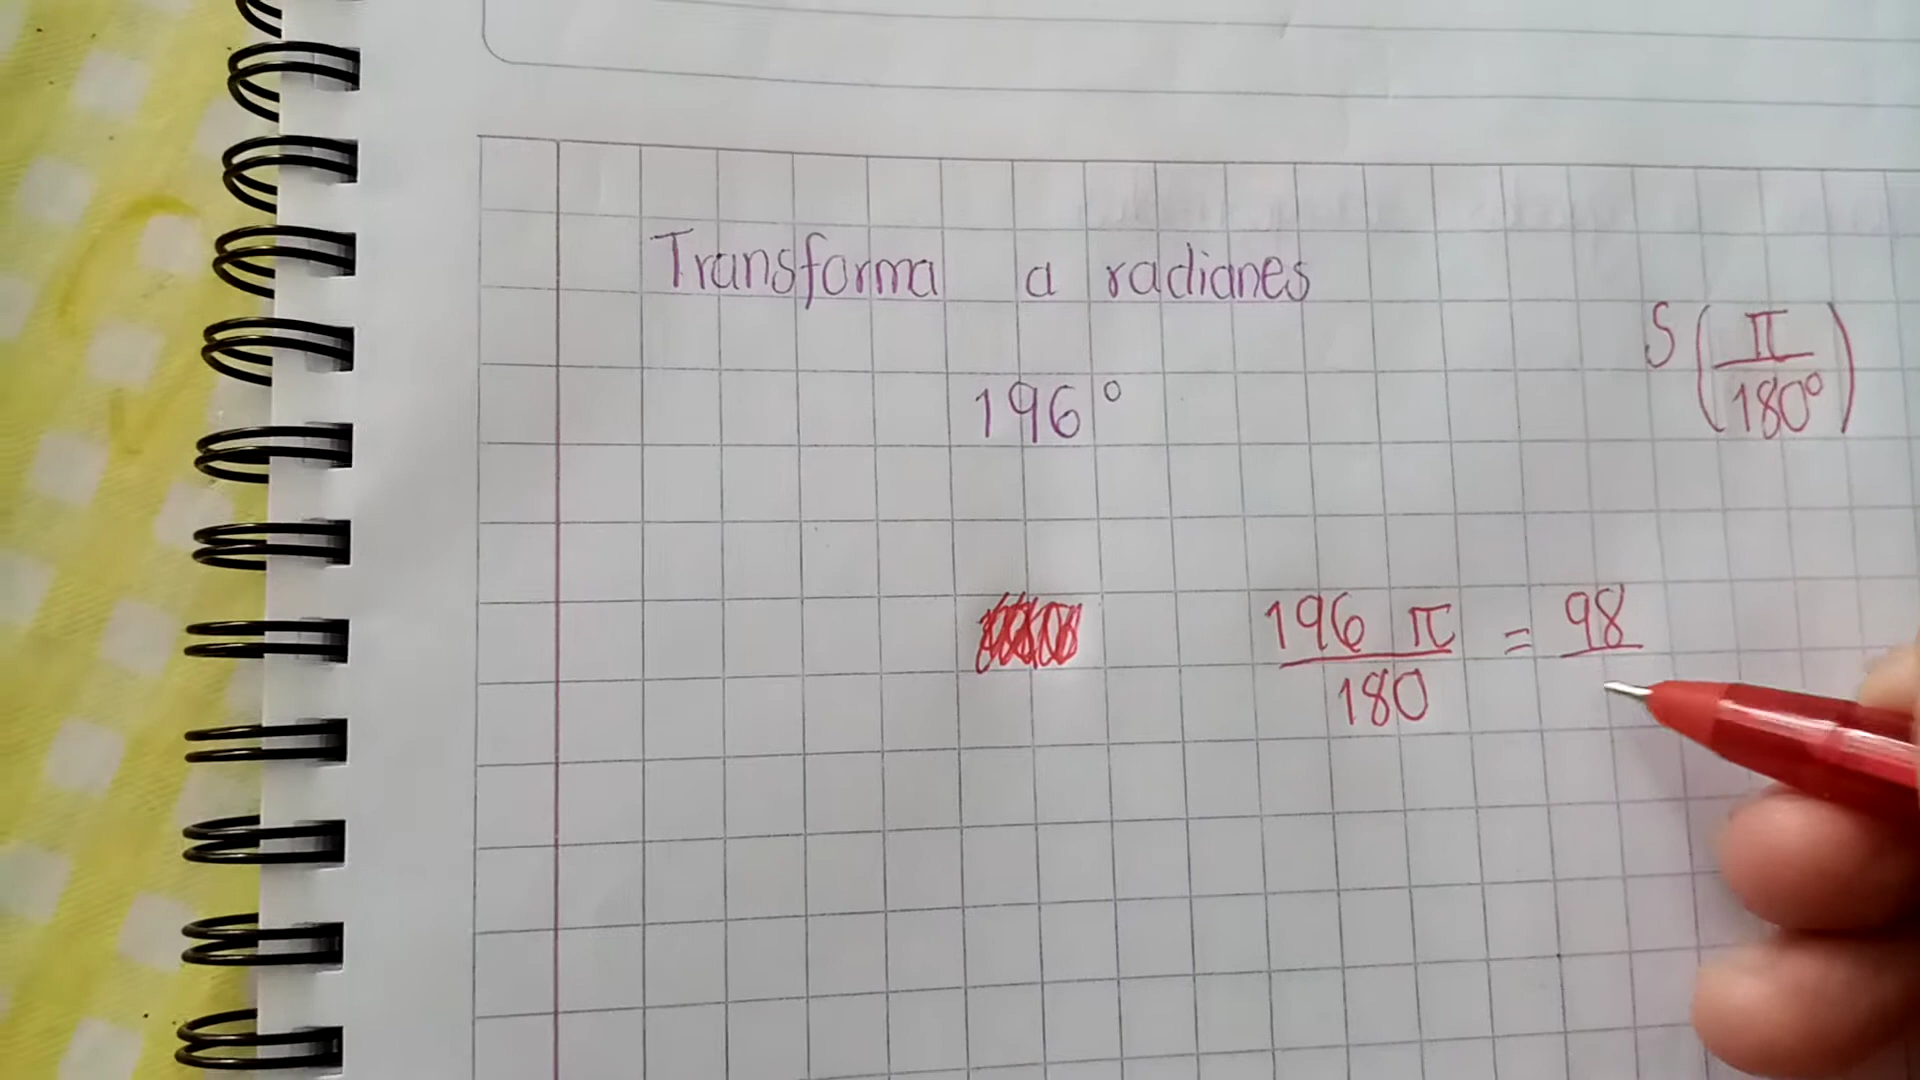 Transforma a radianes
S(π/180°)
196°
196 π/180 = 98/